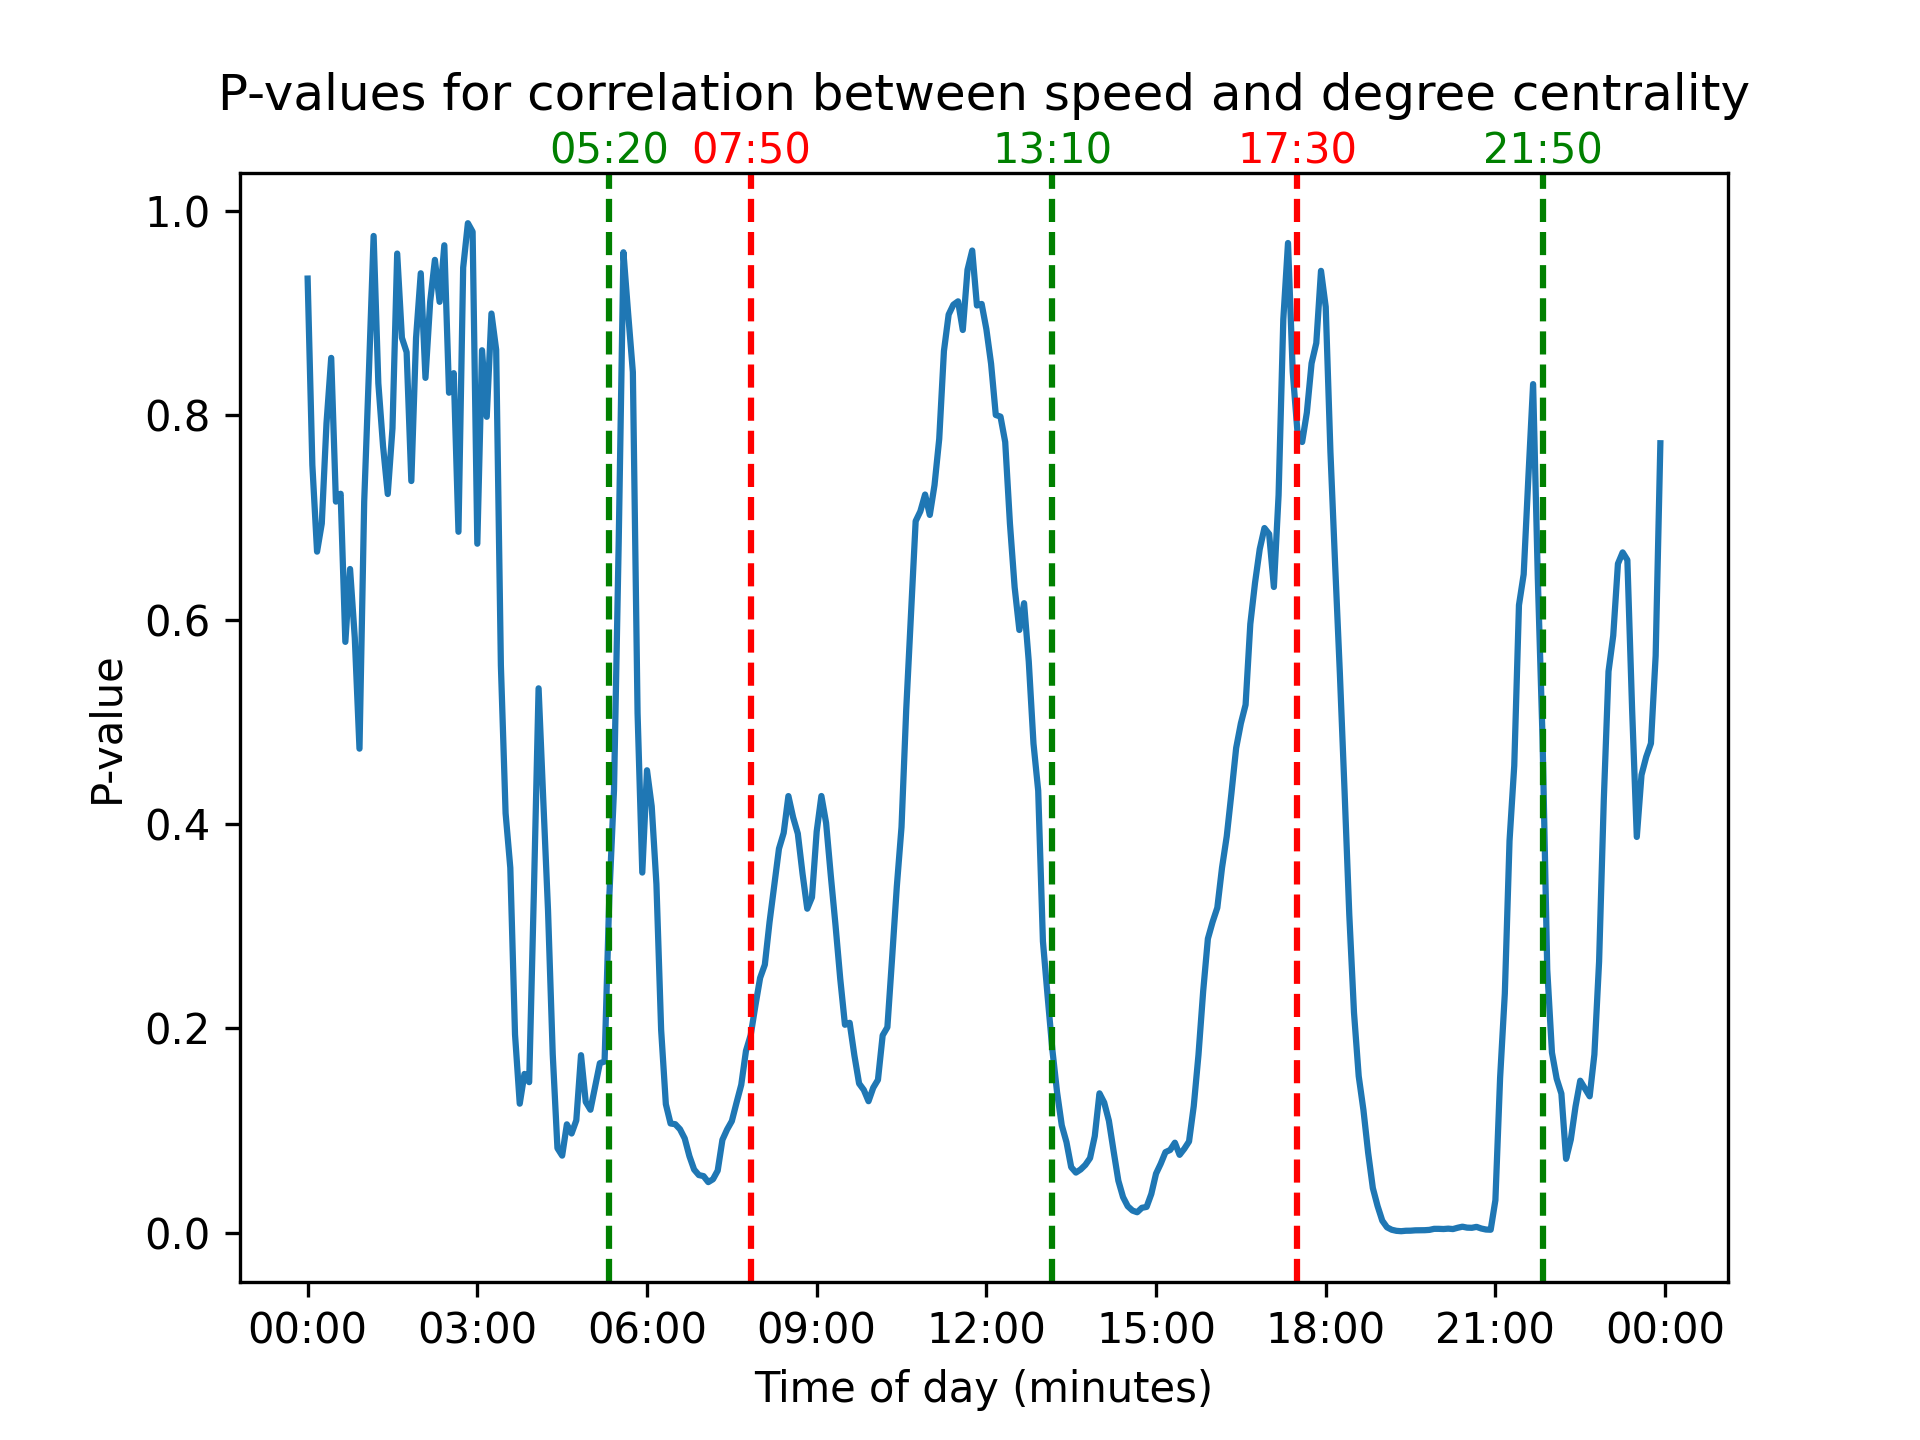 P-values for correlation between speed and degree centrality
05:20 07:50 13:10 17:30 21:50
1.0
0.8
0.6
0.4
0.2
0.0
P-value
00:00 03:00 06:00 09:00 12:00 15:00 18:00 21:00 00:00
Time of day (minutes)